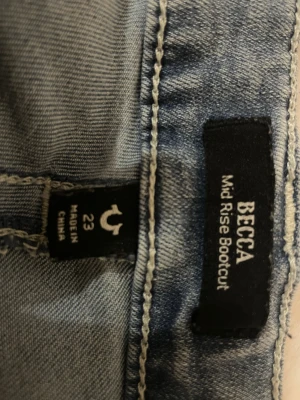 BECCA
Mid Rise Bootcut
23
MADE IN
CHINA